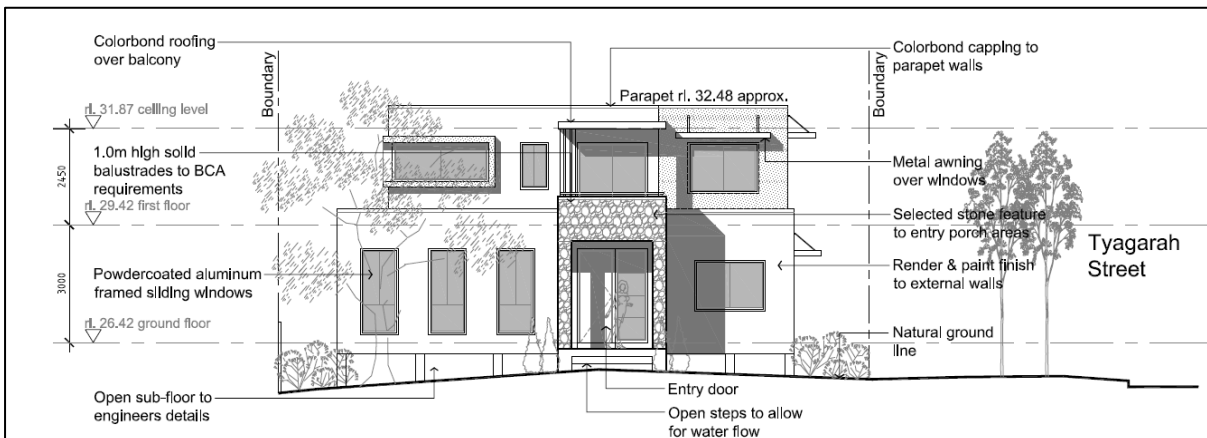 Colorbond roofing
over balcony
Boundary
rl. 31.87 ceiling level
1.0m high solid
balustrades to BCA
requirements
2450
rl. 29.42 first floor
Powdercoated aluminum
framed sliding windows
3000
rl. 26.42 ground floor
Open sub-floor to
engineers details
Parapet rl. 32.48 approx.
Colorbond capping to
parapet walls
Boundary
Metal awning
over windows
Selected stone feature
to entry porch areas
Render & paint finish
to external walls
Tyagarah
Street
Natural ground
line
Entry door
Open steps to allow
for water flow